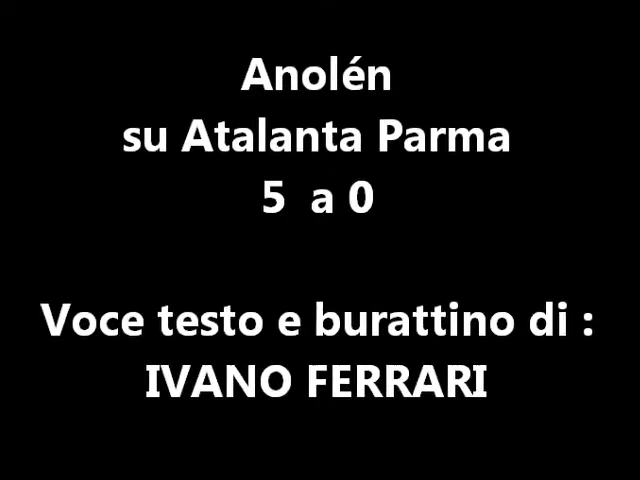 Anolén
su Atalanta Parma
5 a 0
Voce testo e burattino di :
IVANO FERRARI